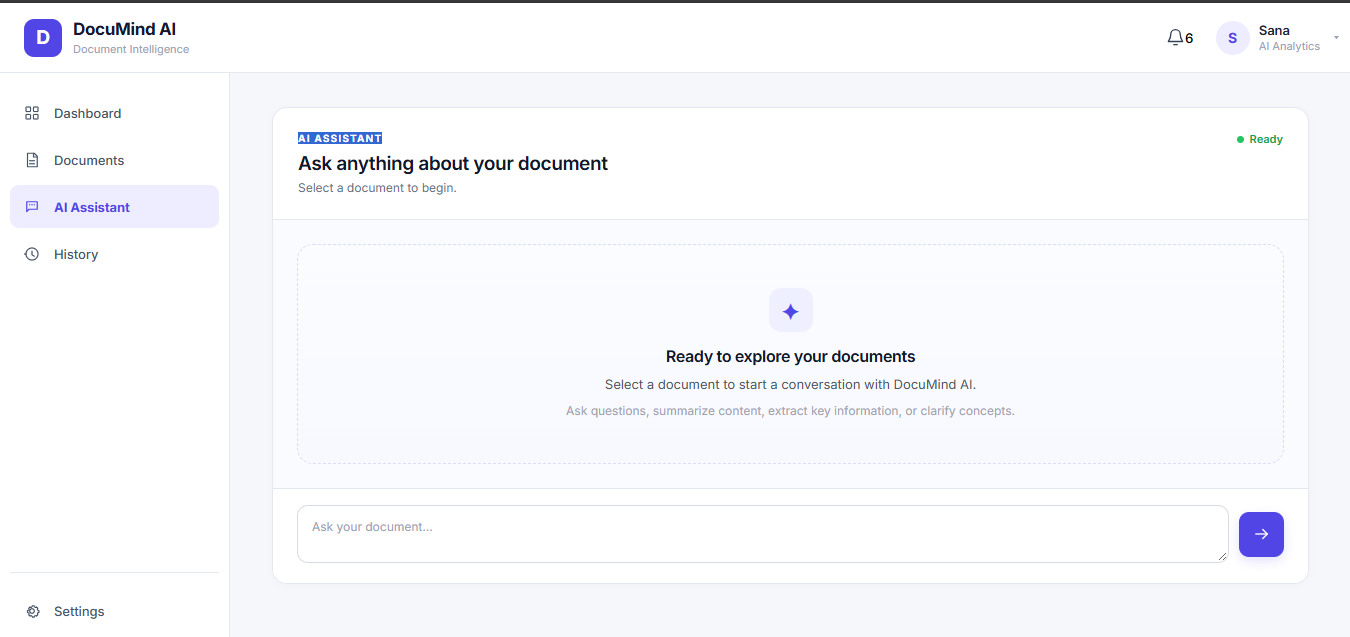 D
DocuMind AI
Document Intelligence
6
S
Sana
AI Analytics
Dashboard
Documents
AI Assistant
History
Settings
AI ASSISTANT
Ready
Ask anything about your document
Select a document to begin.
Ready to explore your documents
Select a document to start a conversation with DocuMind AI.
Ask questions, summarize content, extract key information, or clarify concepts.
Ask your document...